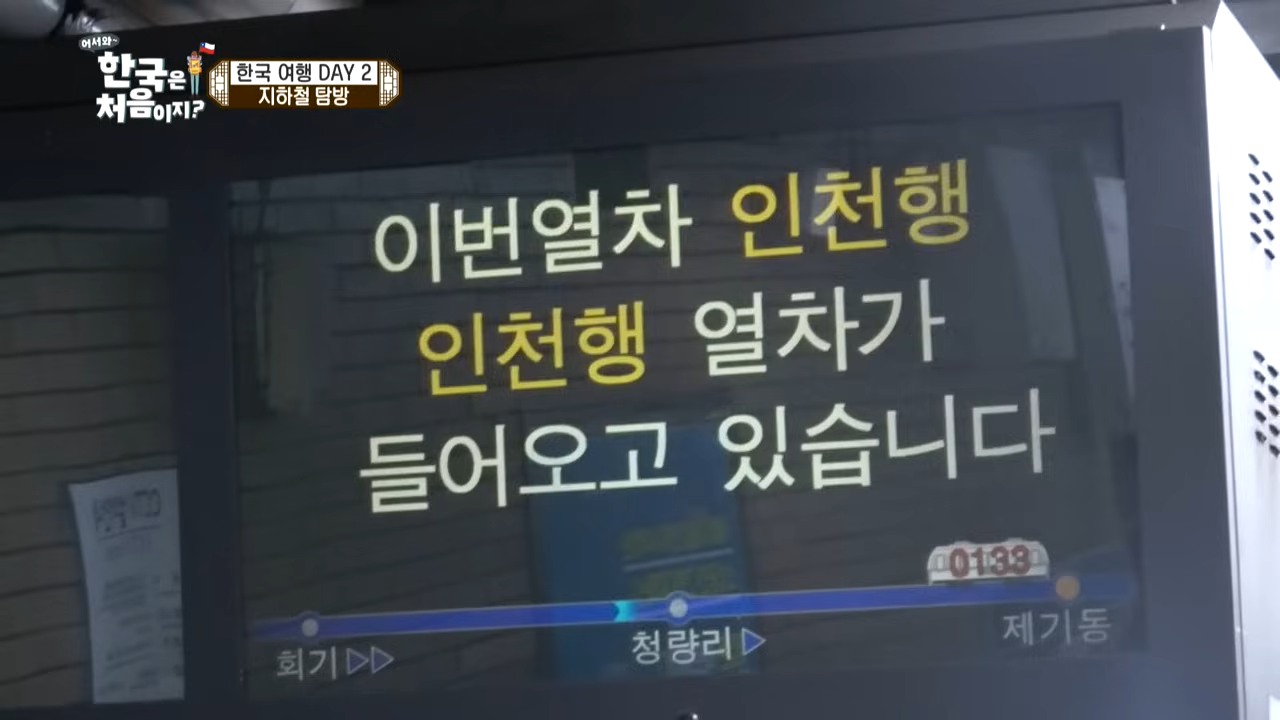 어서와~
한국은
처음이지?
한국 여행 DAY 2
지하철 탐방
이번열차 인천행
인천행 열차가
들어오고 있습니다
0133
회기 청량리 제기동